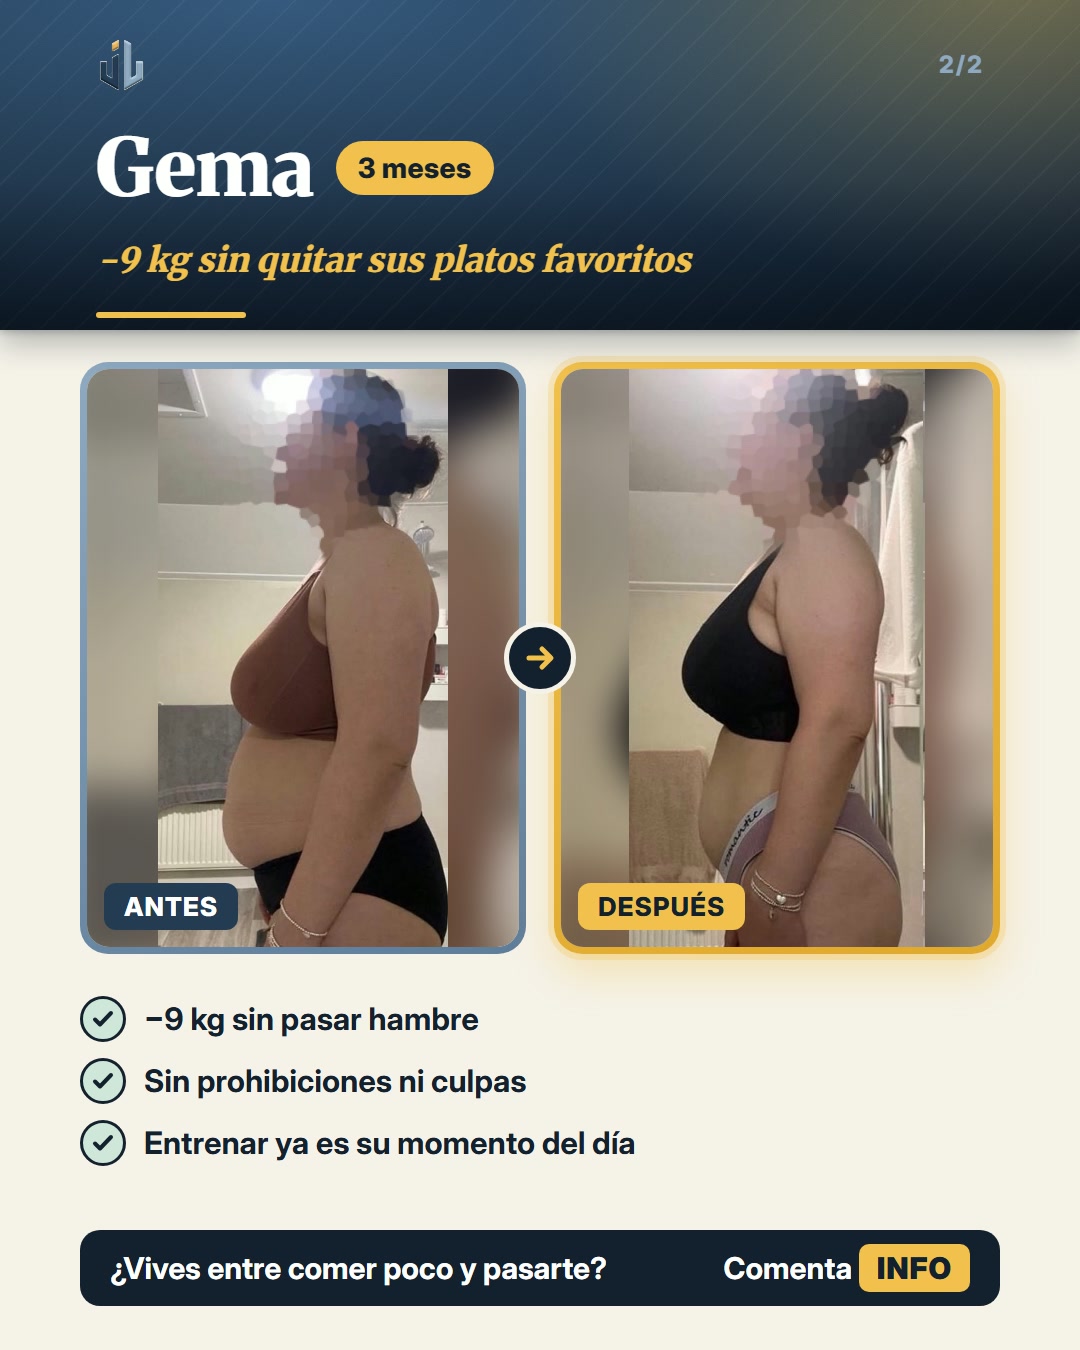 2/2
Gema
3 meses
−9 kg sin quitar sus platos favoritos
romantic
ANTES
DESPUÉS
−9 kg sin pasar hambre
Sin prohibiciones ni culpas
Entrenar ya es su momento del día
¿Vives entre comer poco y pasarte?
Comenta INFO